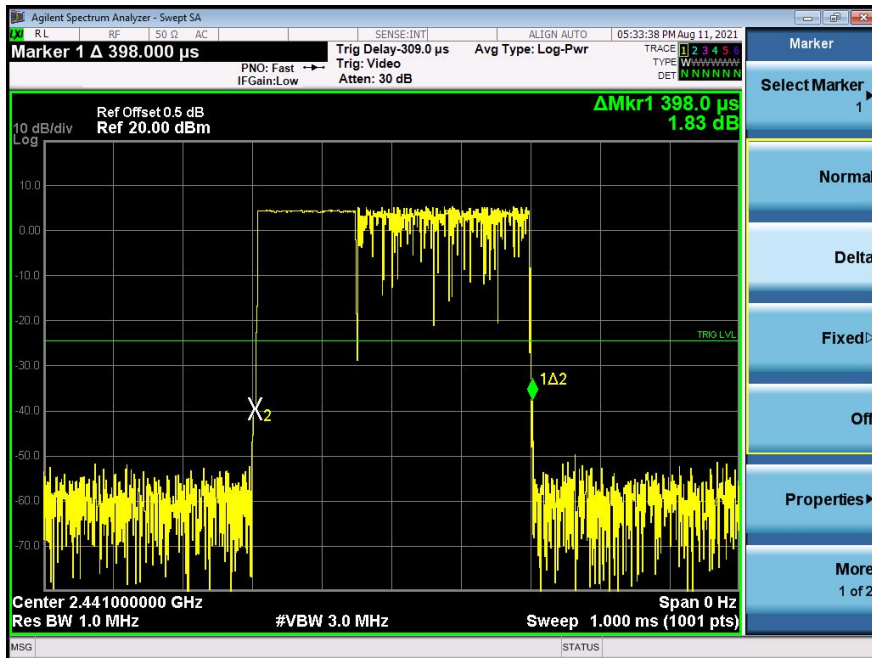 Agilent Spectrum Analyzer - Swept SA
LXI RL RF 50 Ω AC SENSE:INT ALIGN AUTO 05:33:38 PM Aug 11, 2021
Marker 1 Δ 398.000 µs
PNO: Fast
IFGain:Low
Trig Delay-309.0 µs
Trig: Video
Atten: 30 dB
Avg Type: Log-Pwr
TRACE 1 2 3 4 5 6
TYPE WWWWWWW
DET N N N N N N
ΔMkr1 398.0 µs
1.83 dB
Ref Offset 0.5 dB
10 dB/div Ref 20.00 dBm
Log
10.0
0.00
-10.0
-20.0
TRIG LVL
-30.0
1Δ2
-40.0
X2
-50.0
-60.0
-70.0
Center 2.441000000 GHz Span 0 Hz
Res BW 1.0 MHz #VBW 3.0 MHz Sweep 1.000 ms (1001 pts)
MSG STATUS
Marker
Select Marker
1
Normal
Delta
Fixed
Off
Properties
More
1 of 2